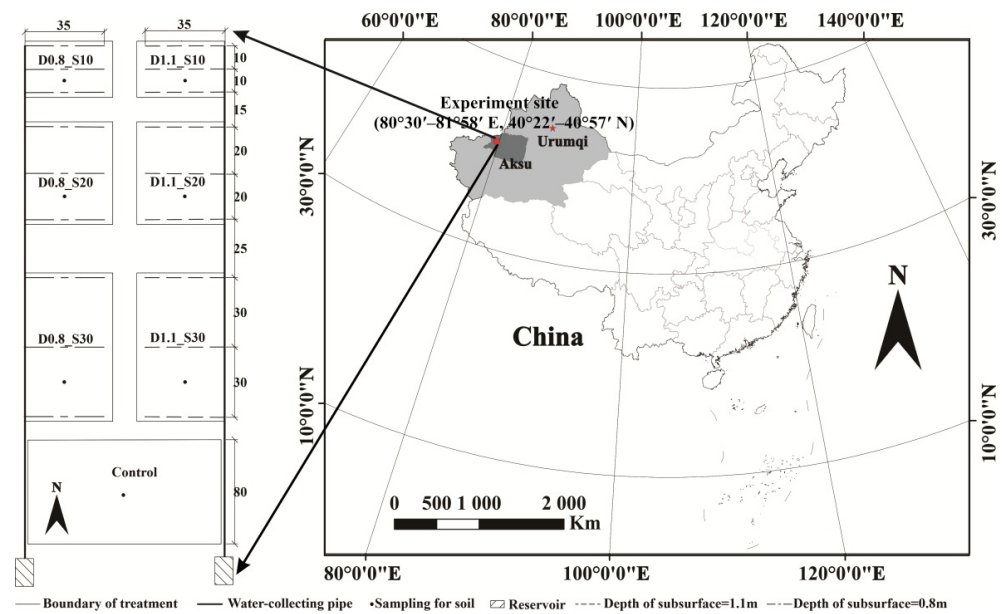 35
35
D0.8_S10
D1.1_S10
10
10
15
D0.8_S20
D1.1_S20
20
20
25
D0.8_S30
D1.1_S30
30
30
Control
N
80
60°0'0"E
80°0'0"E
100°0'0"E
120°0'0"E
140°0'0"E
Experiment site
(80°30′–81°58′ E, 40°22′–40°57′ N)
Urumqi
Aksu
30°0'0"N
30°0'0"N
China
N
10°0'0"N
10°0'0"N
0 500 1 000 2 000
Km
80°0'0"E
100°0'0"E
120°0'0"E
Boundary of treatment Water-collecting pipe Sampling for soil Reservoir Depth of subsurface=1.1m Depth of subsurface=0.8m